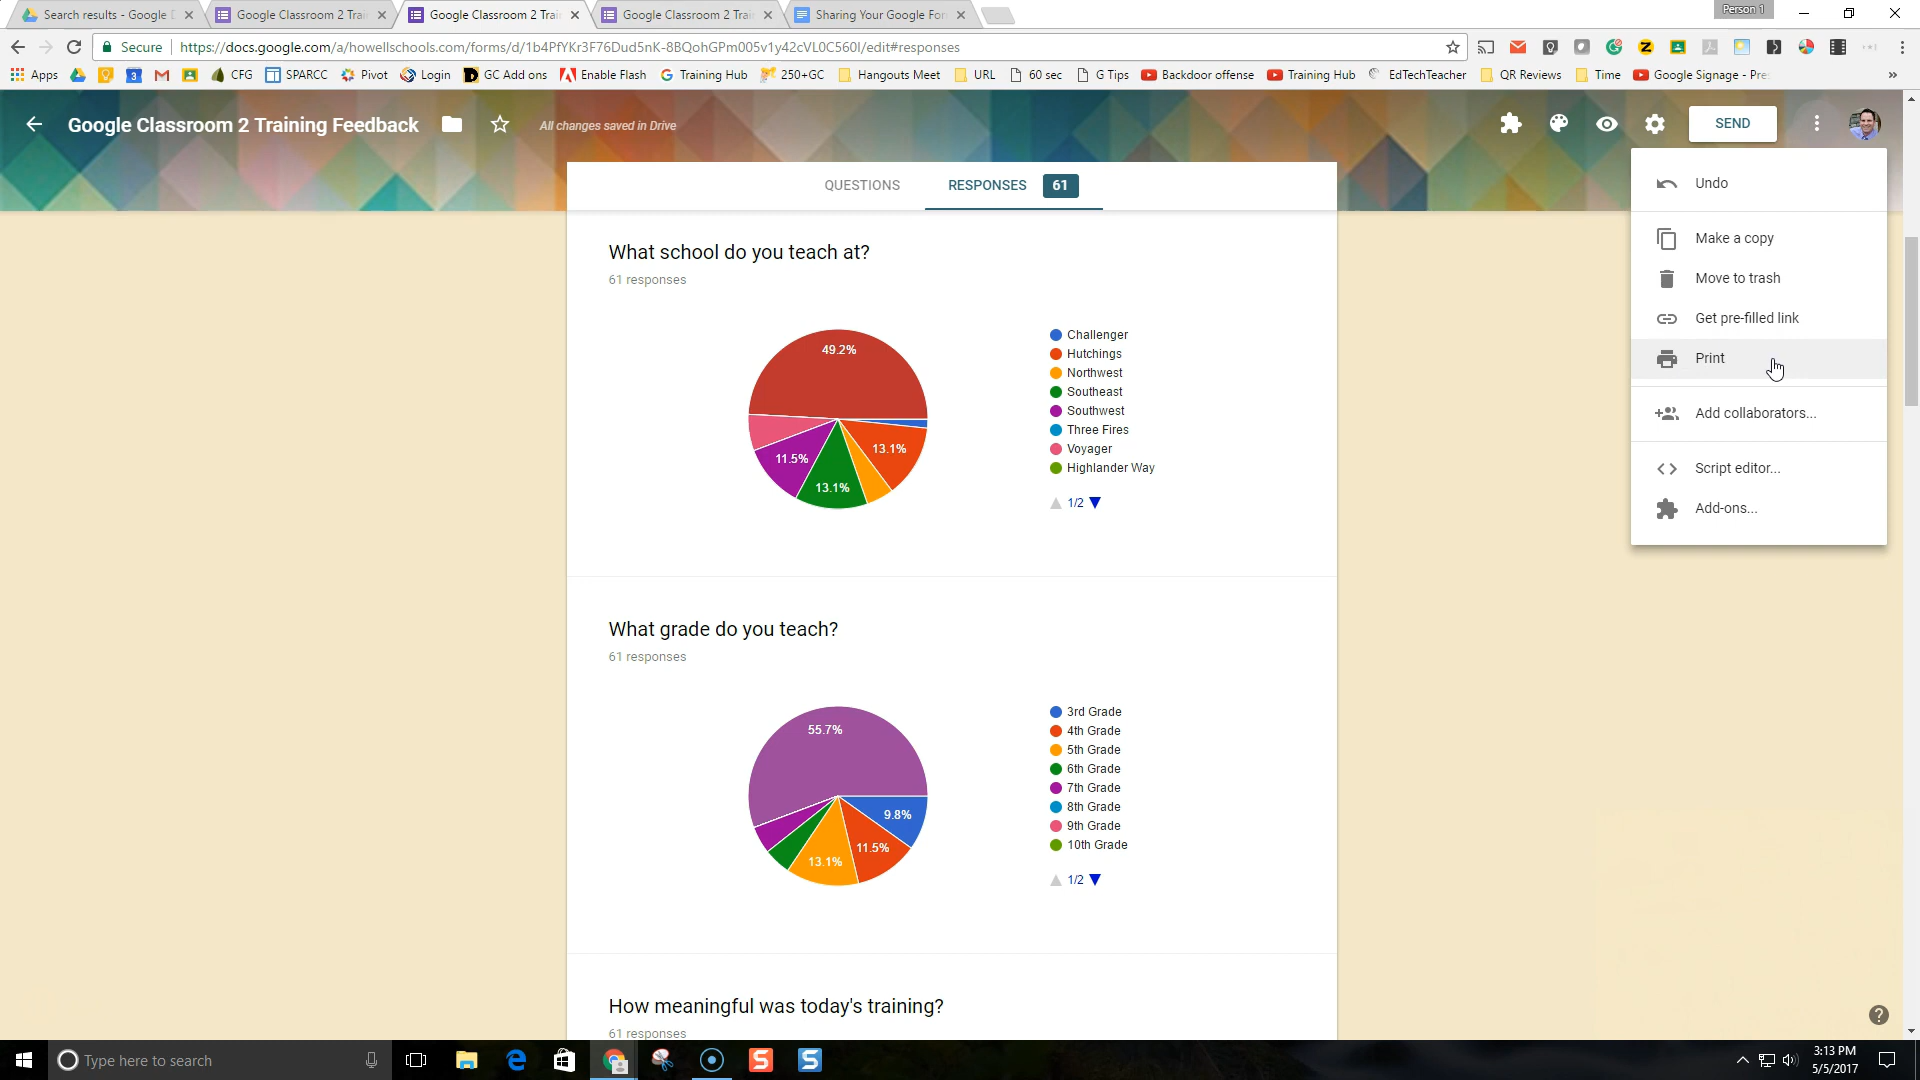 Search results - Google D
Google Classroom 2 Trai
Google Classroom 2 Trai
Google Classroom 2 Trai
Sharing Your Google For
Person 1
Secure
https://docs.google.com/a/howellschools.com/forms/d/1b4PfYKr3F76Dud5nK-8BQohGPm005v1y42cVL0C560I/edit#responses
Apps
3
CFG
SPARCC
Pivot
Login
GC Add ons
Enable Flash
Training Hub
250+GC
Hangouts Meet
URL
60 sec
G Tips
Backdoor offense
Training Hub
EdTechTeacher
QR Reviews
Time
Google Signage - Pre
Google Classroom 2 Training Feedback
All changes saved in Drive
SEND
QUESTIONS
RESPONSES 61
Undo
Make a copy
Move to trash
Get pre-filled link
Print
Add collaborators...
Script editor...
Add-ons...
What school do you teach at?
61 responses
49.2%
13.1%
11.5%
13.1%
Challenger
Hutchings
Northwest
Southeast
Southwest
Three Fires
Voyager
Highlander Way
1/2
What grade do you teach?
61 responses
55.7%
9.8%
11.5%
13.1%
3rd Grade
4th Grade
5th Grade
6th Grade
7th Grade
8th Grade
9th Grade
10th Grade
1/2
How meaningful was today's training?
61 responses
Type here to search
3:13 PM
5/5/2017